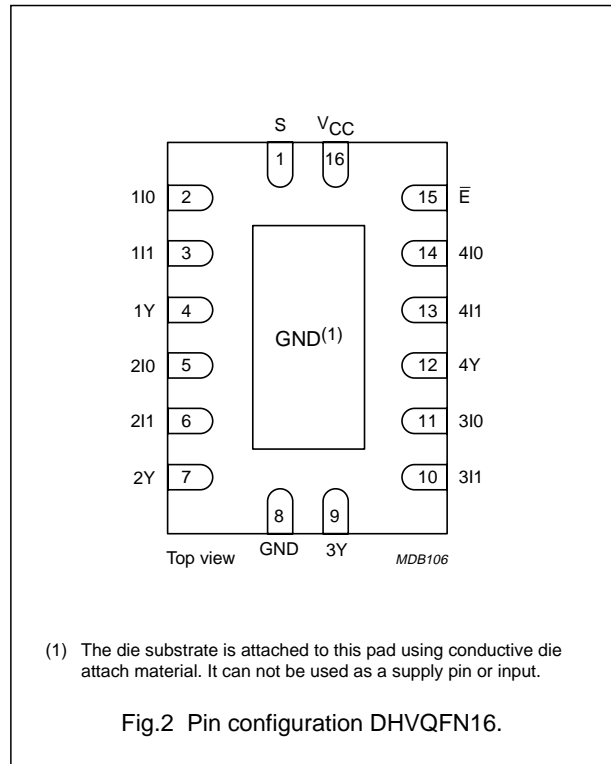 S VCC
1 16
1I0 2 15 E̅
1I1 3 14 4I0
1Y 4 13 4I1
GND(1)
2I0 5 12 4Y
2I1 6 11 3I0
2Y 7 10 3I1
8 9
GND 3Y
Top view MDB106
(1) The die substrate is attached to this pad using conductive die
attach material. It can not be used as a supply pin or input.
Fig.2 Pin configuration DHVQFN16.